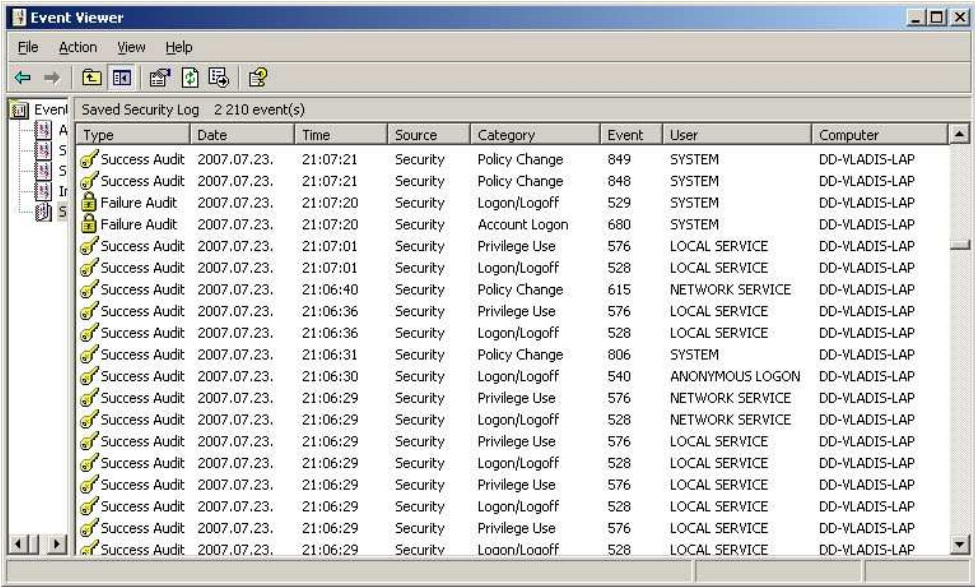 Event Viewer
File Action View Help
Event Saved Security Log 2 210 event(s)
A
S
S
In
S
Type Date Time Source Category Event User Computer
Success Audit 2007.07.23. 21:07:21 Security Policy Change 849 SYSTEM DD-VLADIS-LAP
Success Audit 2007.07.23. 21:07:21 Security Policy Change 848 SYSTEM DD-VLADIS-LAP
Failure Audit 2007.07.23. 21:07:20 Security Logon/Logoff 529 SYSTEM DD-VLADIS-LAP
Failure Audit 2007.07.23. 21:07:20 Security Account Logon 680 SYSTEM DD-VLADIS-LAP
Success Audit 2007.07.23. 21:07:01 Security Privilege Use 576 LOCAL SERVICE DD-VLADIS-LAP
Success Audit 2007.07.23. 21:07:01 Security Logon/Logoff 528 LOCAL SERVICE DD-VLADIS-LAP
Success Audit 2007.07.23. 21:06:40 Security Policy Change 615 NETWORK SERVICE DD-VLADIS-LAP
Success Audit 2007.07.23. 21:06:36 Security Privilege Use 576 LOCAL SERVICE DD-VLADIS-LAP
Success Audit 2007.07.23. 21:06:36 Security Logon/Logoff 528 LOCAL SERVICE DD-VLADIS-LAP
Success Audit 2007.07.23. 21:06:31 Security Policy Change 806 SYSTEM DD-VLADIS-LAP
Success Audit 2007.07.23. 21:06:30 Security Logon/Logoff 540 ANONYMOUS LOGON DD-VLADIS-LAP
Success Audit 2007.07.23. 21:06:29 Security Privilege Use 576 NETWORK SERVICE DD-VLADIS-LAP
Success Audit 2007.07.23. 21:06:29 Security Logon/Logoff 528 NETWORK SERVICE DD-VLADIS-LAP
Success Audit 2007.07.23. 21:06:29 Security Privilege Use 576 LOCAL SERVICE DD-VLADIS-LAP
Success Audit 2007.07.23. 21:06:29 Security Logon/Logoff 528 LOCAL SERVICE DD-VLADIS-LAP
Success Audit 2007.07.23. 21:06:29 Security Privilege Use 576 LOCAL SERVICE DD-VLADIS-LAP
Success Audit 2007.07.23. 21:06:29 Security Logon/Logoff 528 LOCAL SERVICE DD-VLADIS-LAP
Success Audit 2007.07.23. 21:06:29 Security Privilege Use 576 LOCAL SERVICE DD-VLADIS-LAP
Success Audit 2007.07.23. 21:06:29 Security Logon/Logoff 528 LOCAL SERVICE DD-VLADIS-LAP